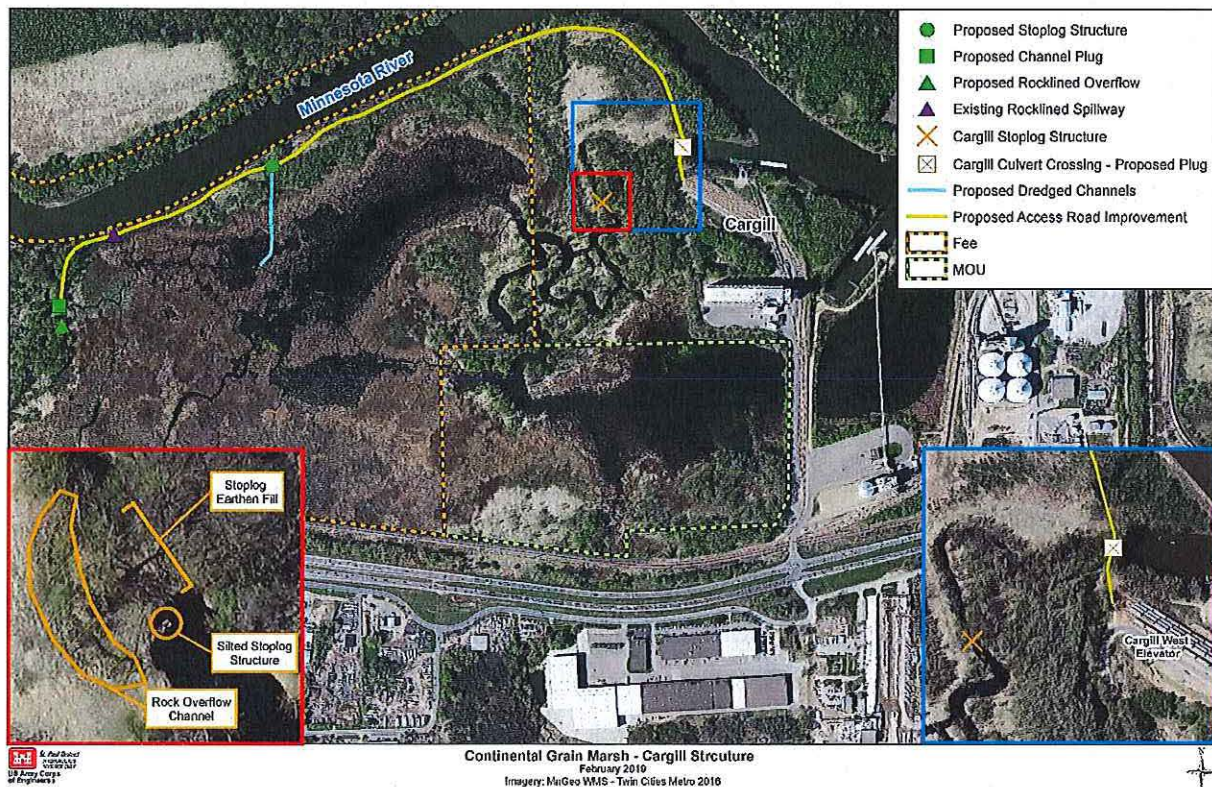 Proposed Stoplog Structure
Proposed Channel Plug
Proposed Rocklined Overflow
Existing Rocklined Spillway
Cargill Stoplog Structure
Cargill Culvert Crossing - Proposed Plug
Proposed Dredged Channels
Proposed Access Road Improvement
Fee
MOU
Minnesota River
Cargill
Stoplog
Earthen Fill
Silted Stoplog
Structure
Rock Overflow
Channel
Cargill West
Elevator
St. Paul District
US Army Corps
of Engineers
Continental Grain Marsh - Cargill Strcuture
February 2019
Imagery: MnGeo WMS - Twin Cities Metro 2016